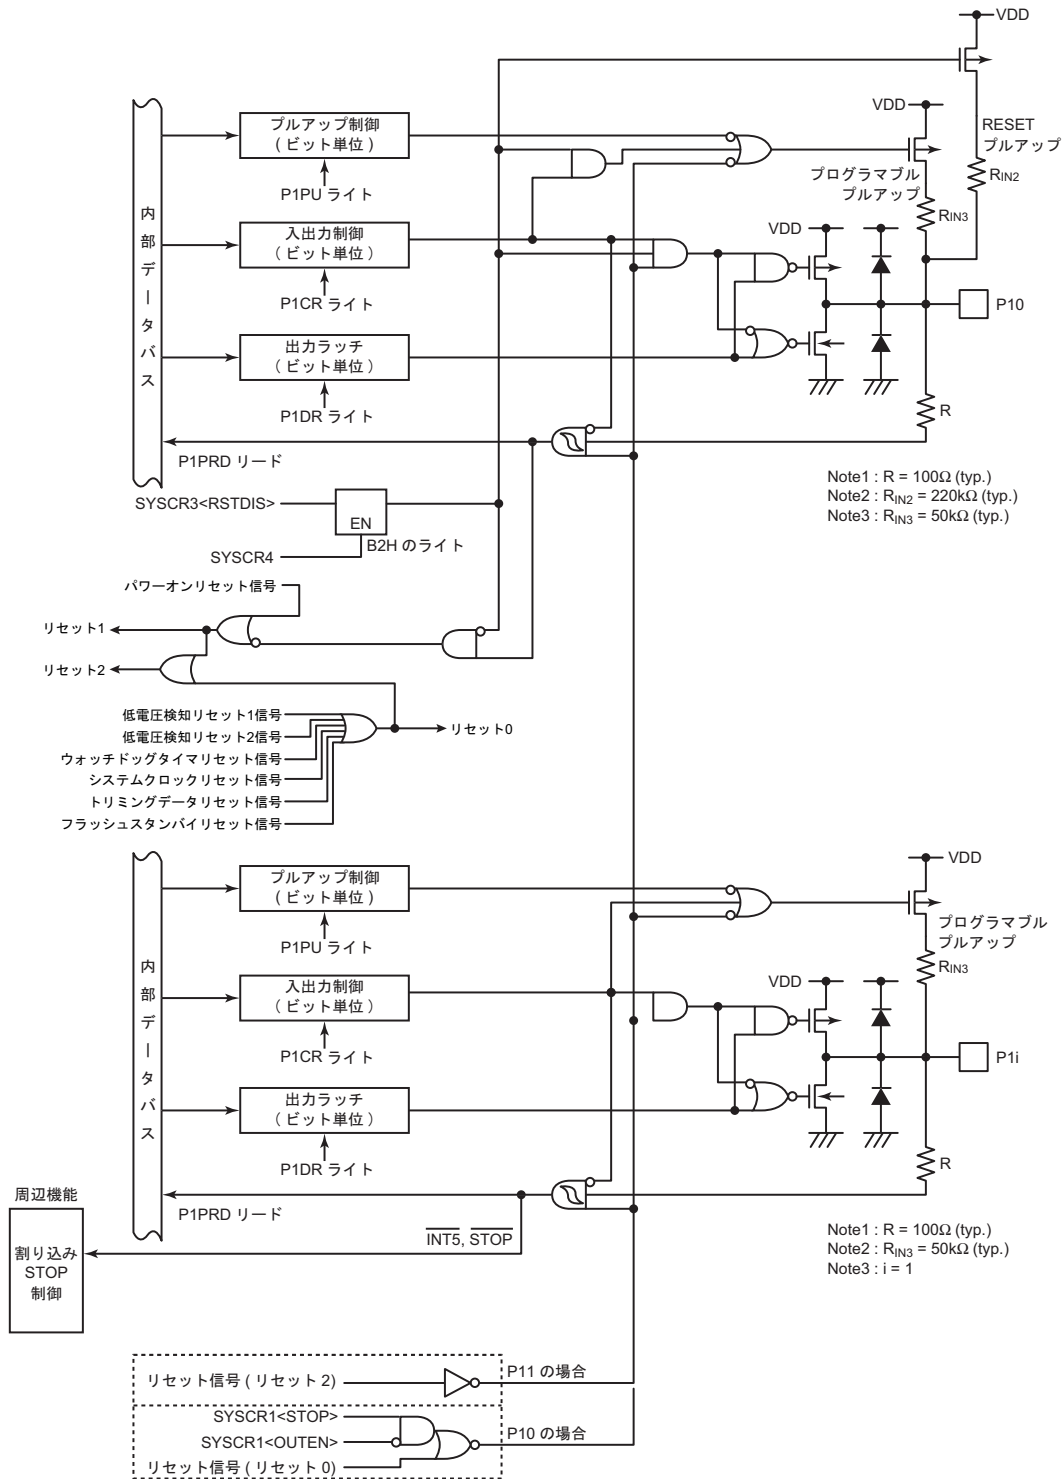 VDD
VDD
RESET
プルアップ
RIN2
プルアップ制御
( ビット単位 )
P1PU ライト
プログラマブル
プルアップ
RIN3
内部データバス
入出力制御
( ビット単位 )
P1CR ライト
VDD
P10
出力ラッチ
( ビット単位 )
P1DR ライト
R
P1PRD リード
Note1 : R = 100Ω (typ.)
Note2 : RIN2 = 220kΩ (typ.)
Note3 : RIN3 = 50kΩ (typ.)
SYSCR3<RSTDIS>
EN
B2H のライト
SYSCR4
パワーオンリセット信号
リセット1
リセット2
低電圧検知リセット1信号
低電圧検知リセット2信号
ウォッチドッグタイマリセット信号
システムクロックリセット信号
トリミングデータリセット信号
フラッシュスタンバイリセット信号
リセット0
VDD
プルアップ制御
( ビット単位 )
P1PU ライト
プログラマブル
プルアップ
RIN3
内部データバス
入出力制御
( ビット単位 )
P1CR ライト
VDD
P1i
出力ラッチ
( ビット単位 )
P1DR ライト
R
P1PRD リード
INT5, STOP
周辺機能
割り込み
STOP
制御
Note1 : R = 100Ω (typ.)
Note2 : RIN3 = 50kΩ (typ.)
Note3 : i = 1
リセット信号 ( リセット 2)
P11 の場合
SYSCR1<STOP>
SYSCR1<OUTEN>
リセット信号 ( リセット 0)
P10 の場合